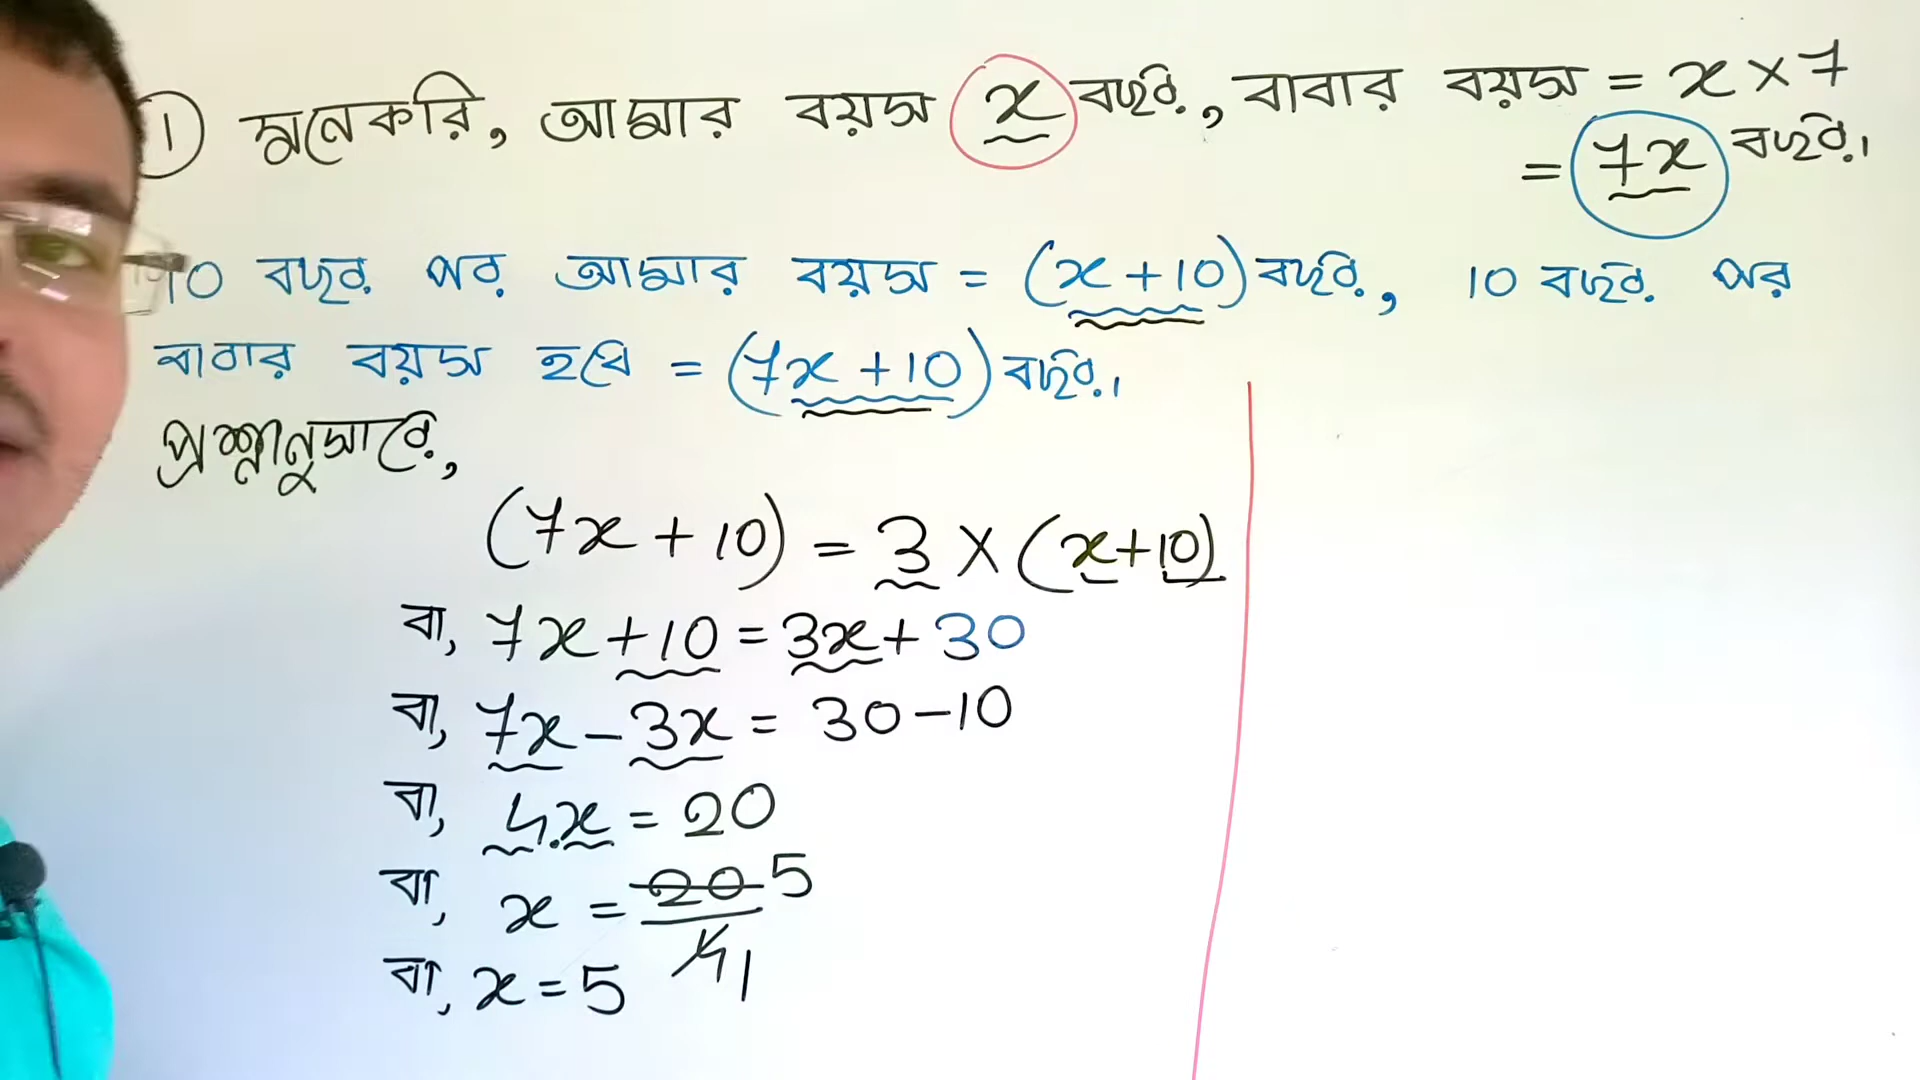 ① মনেকরি, আমার বয়স x বছর, বাবার বয়স = x × 7
= 7x বছর।
10 বছর পর আমার বয়স = (x + 10) বছর, 10 বছর পর
বাবার বয়স হবে = (7x + 10) বছর।
প্রশ্নানুসারে,
(7x + 10) = 3 × (x + 10)
বা, 7x + 10 = 3x + 30
বা, 7x - 3x = 30 - 10
বা, 4.x = 20
বা, x = 20 5
4 1
বা, x = 5